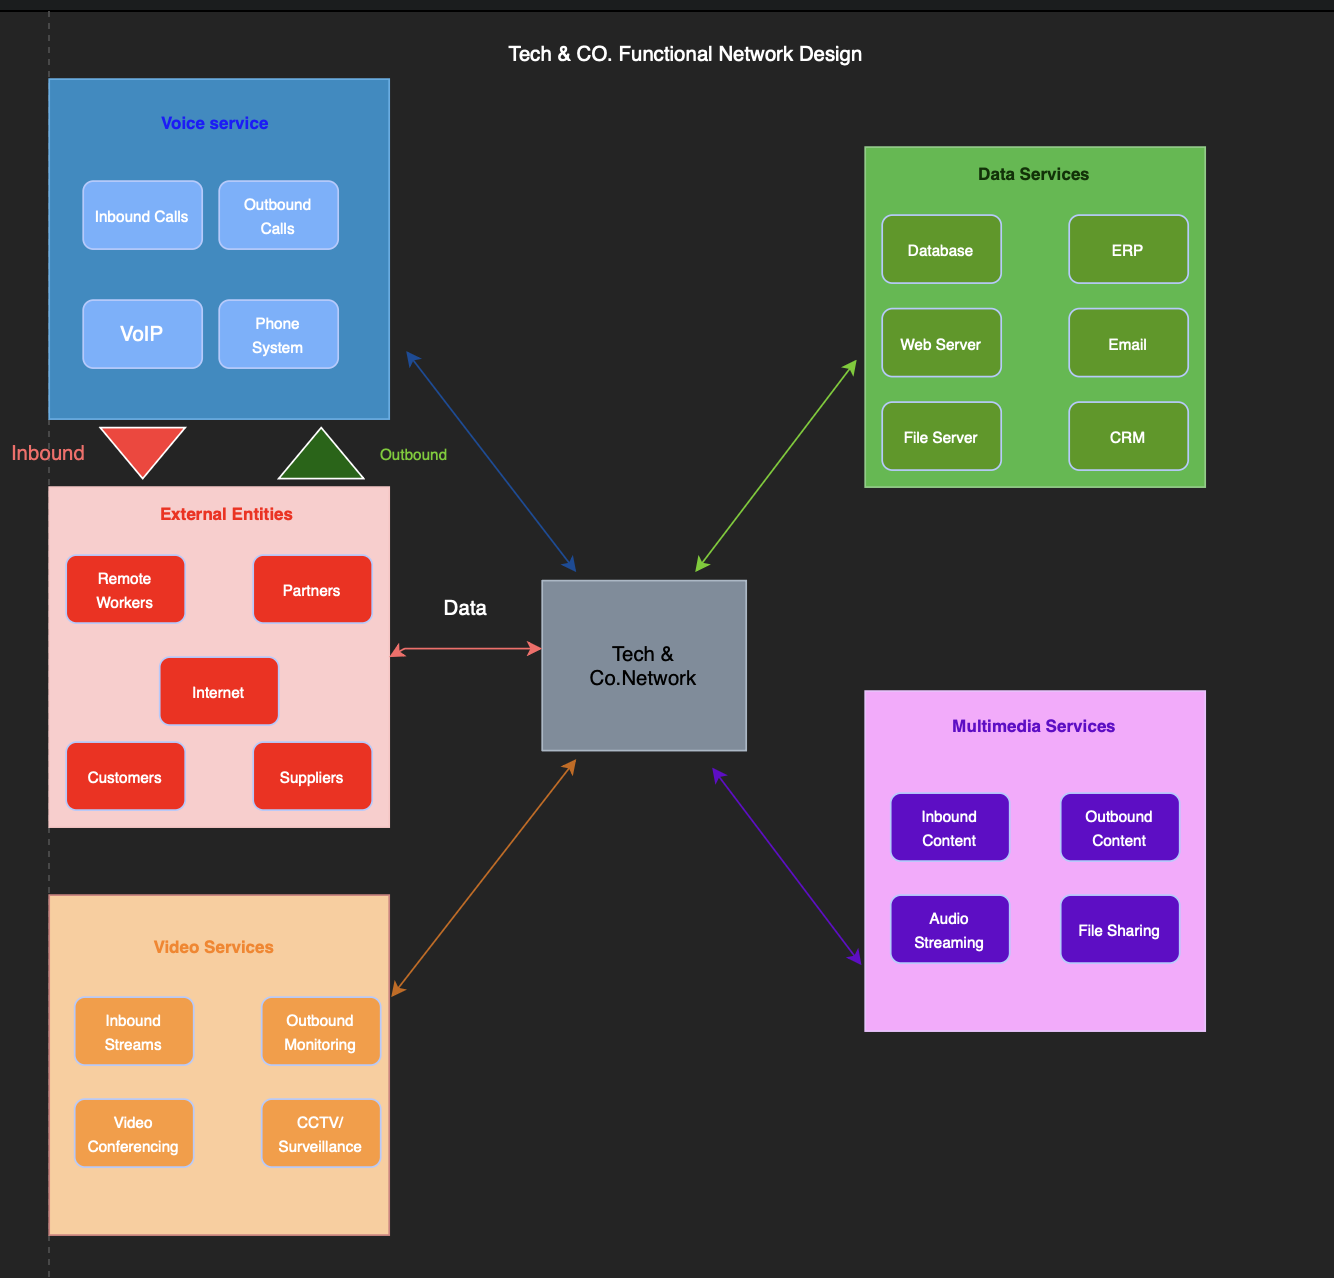 Tech & CO. Functional Network Design
Voice service
Inbound Calls
Outbound
Calls
VoIP
Phone
System
Inbound
Outbound
External Entities
Remote
Workers
Partners
Internet
Customers
Suppliers
Data
Tech &
Co.Network
Video Services
Inbound
Streams
Outbound
Monitoring
Video
Conferencing
CCTV/
Surveillance
Data Services
Database
ERP
Web Server
Email
File Server
CRM
Multimedia Services
Inbound
Content
Outbound
Content
Audio
Streaming
File Sharing